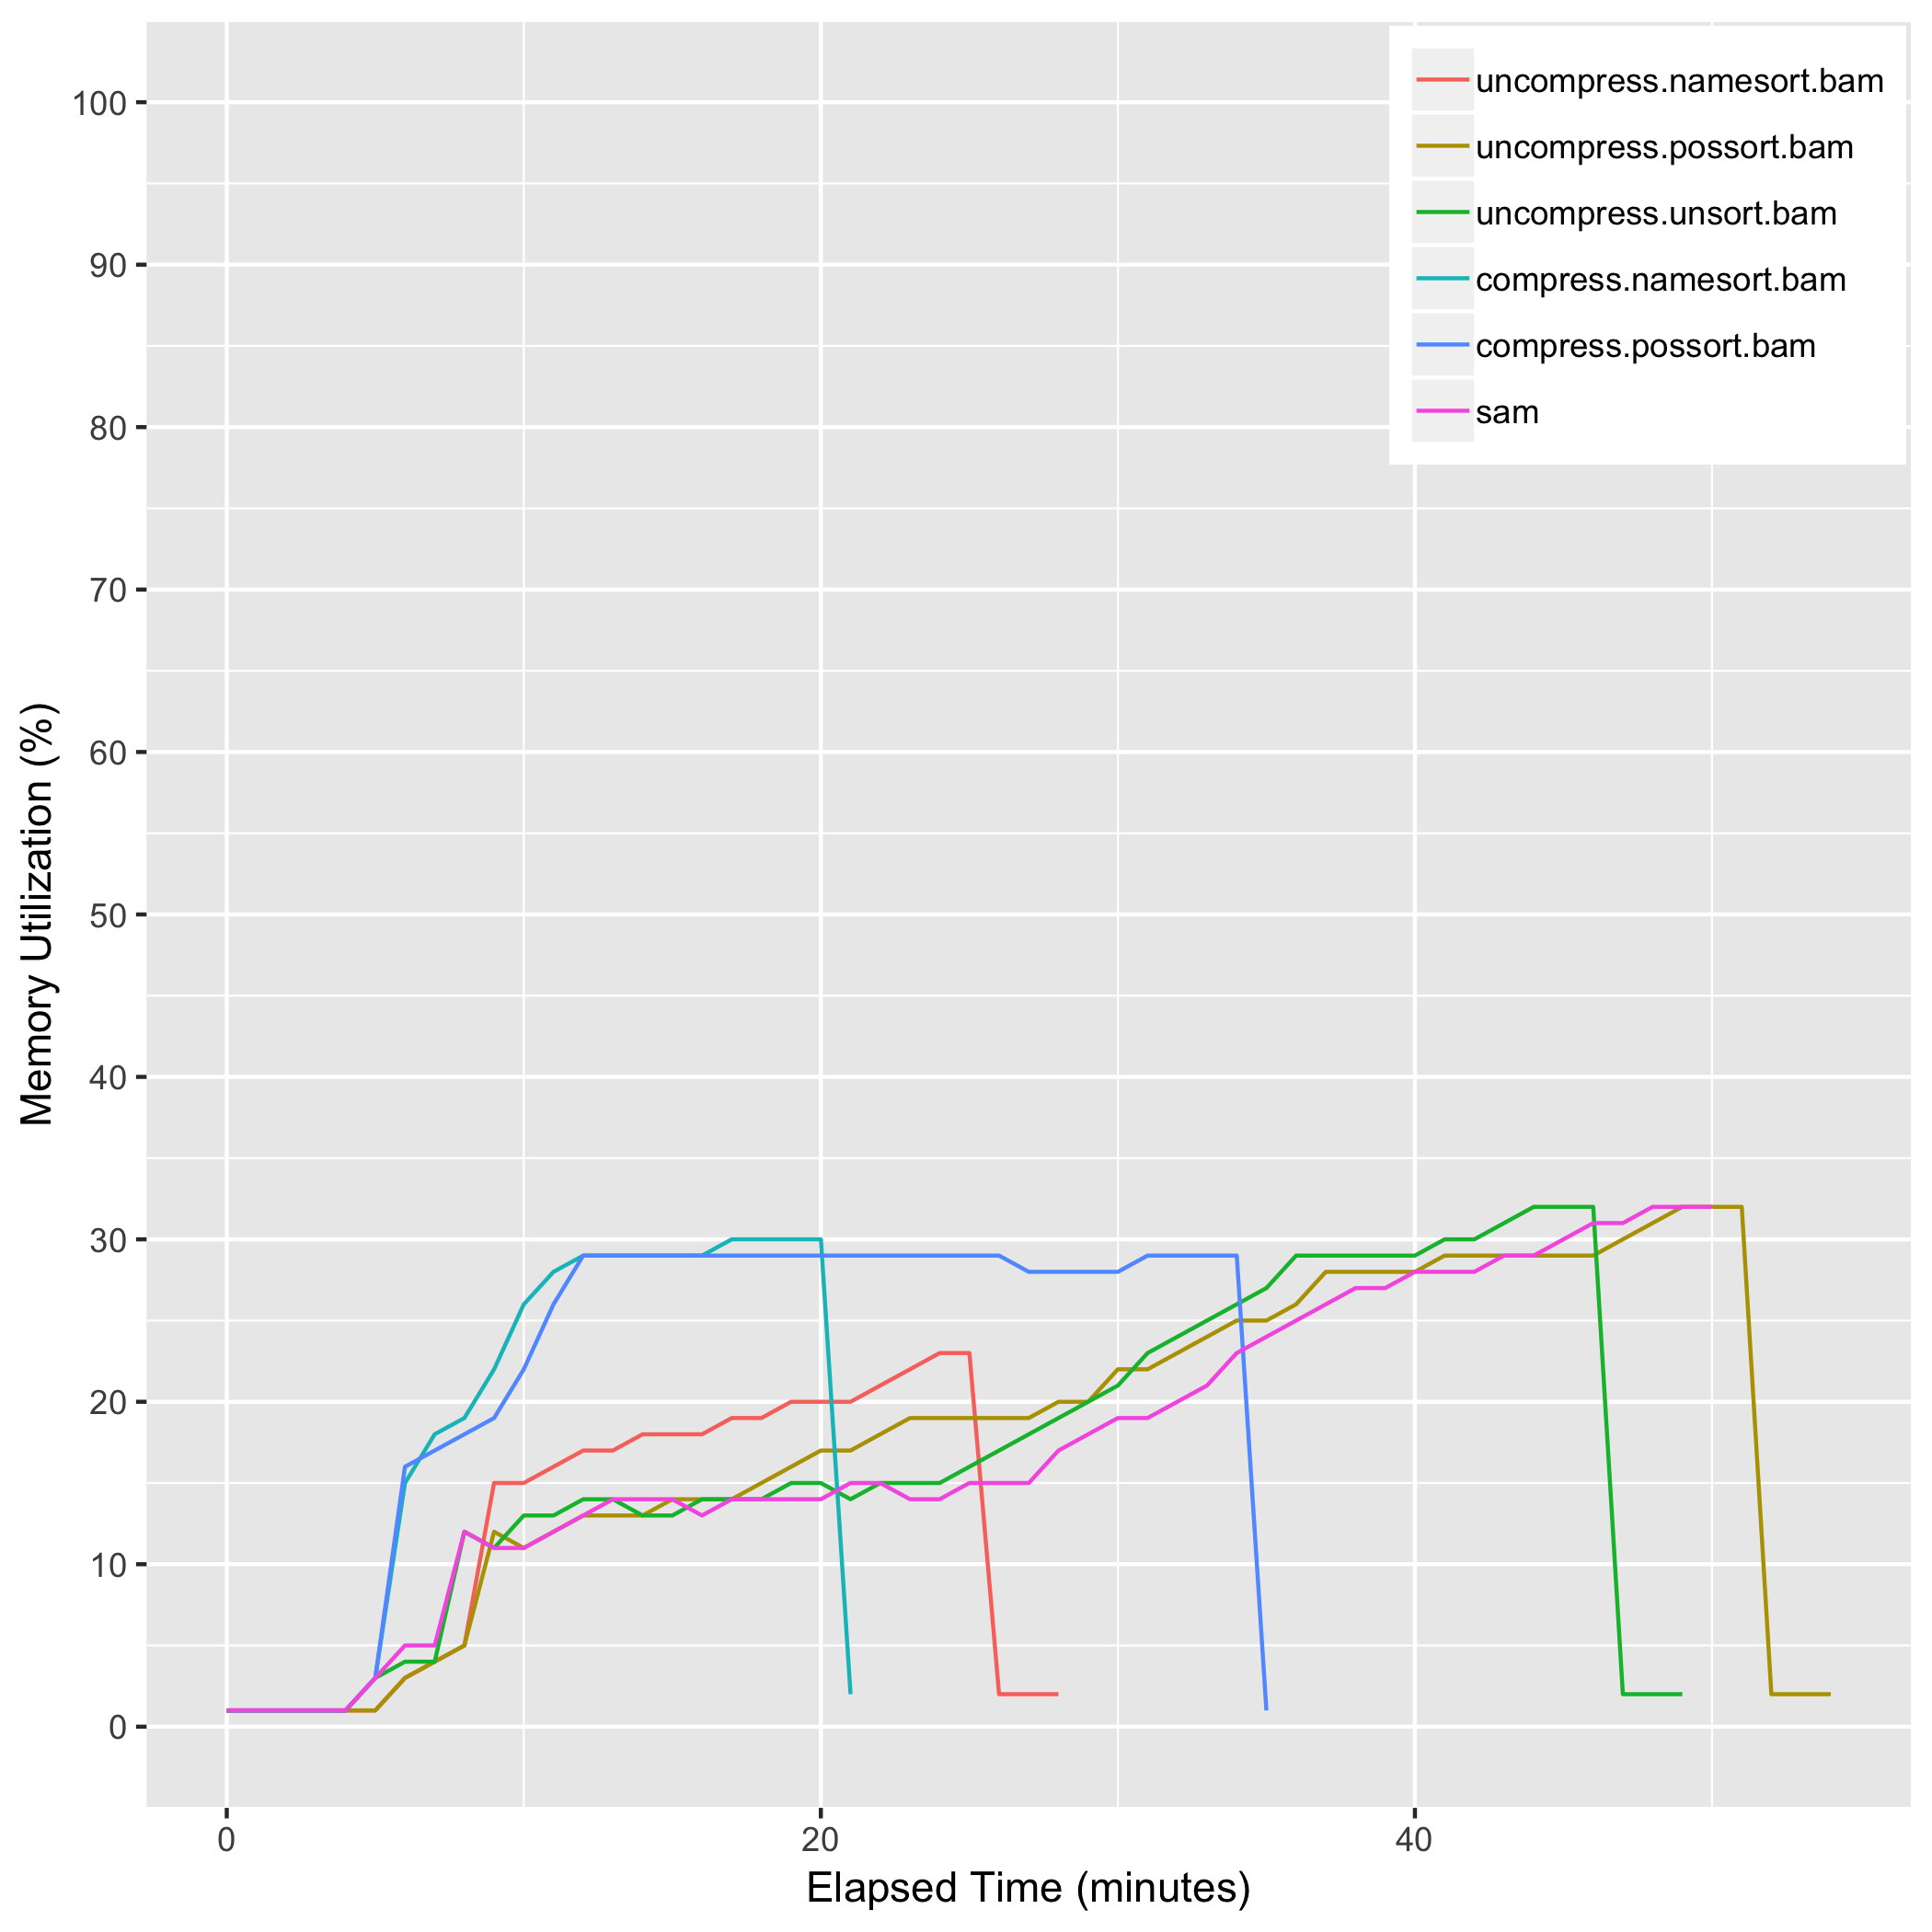 uncompress.namesort.bam
uncompress.possort.bam
uncompress.unsort.bam
compress.namesort.bam
compress.possort.bam
sam
100
90
80
70
60
50
40
30
20
10
0
Memory Utilization (%)
0 20 40
Elapsed Time (minutes)